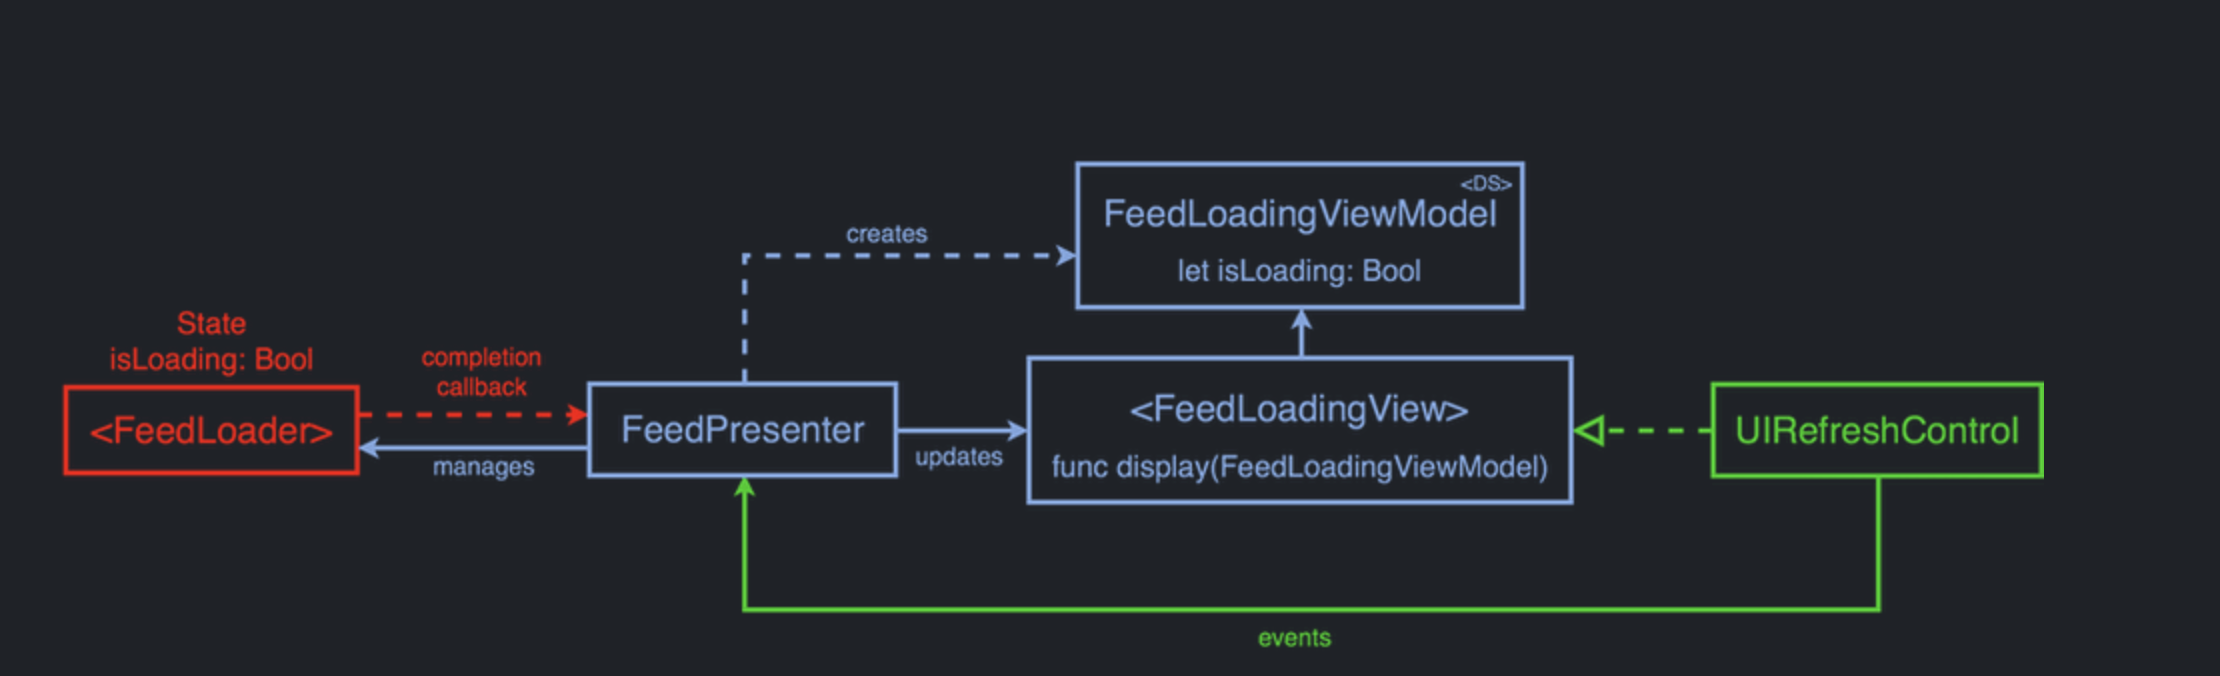 <DS>
FeedLoadingViewModel
let isLoading: Bool
creates
State
isLoading: Bool
<FeedLoader>
completion
callback
manages
FeedPresenter
updates
<FeedLoadingView>
func display(FeedLoadingViewModel)
UIRefreshControl
events